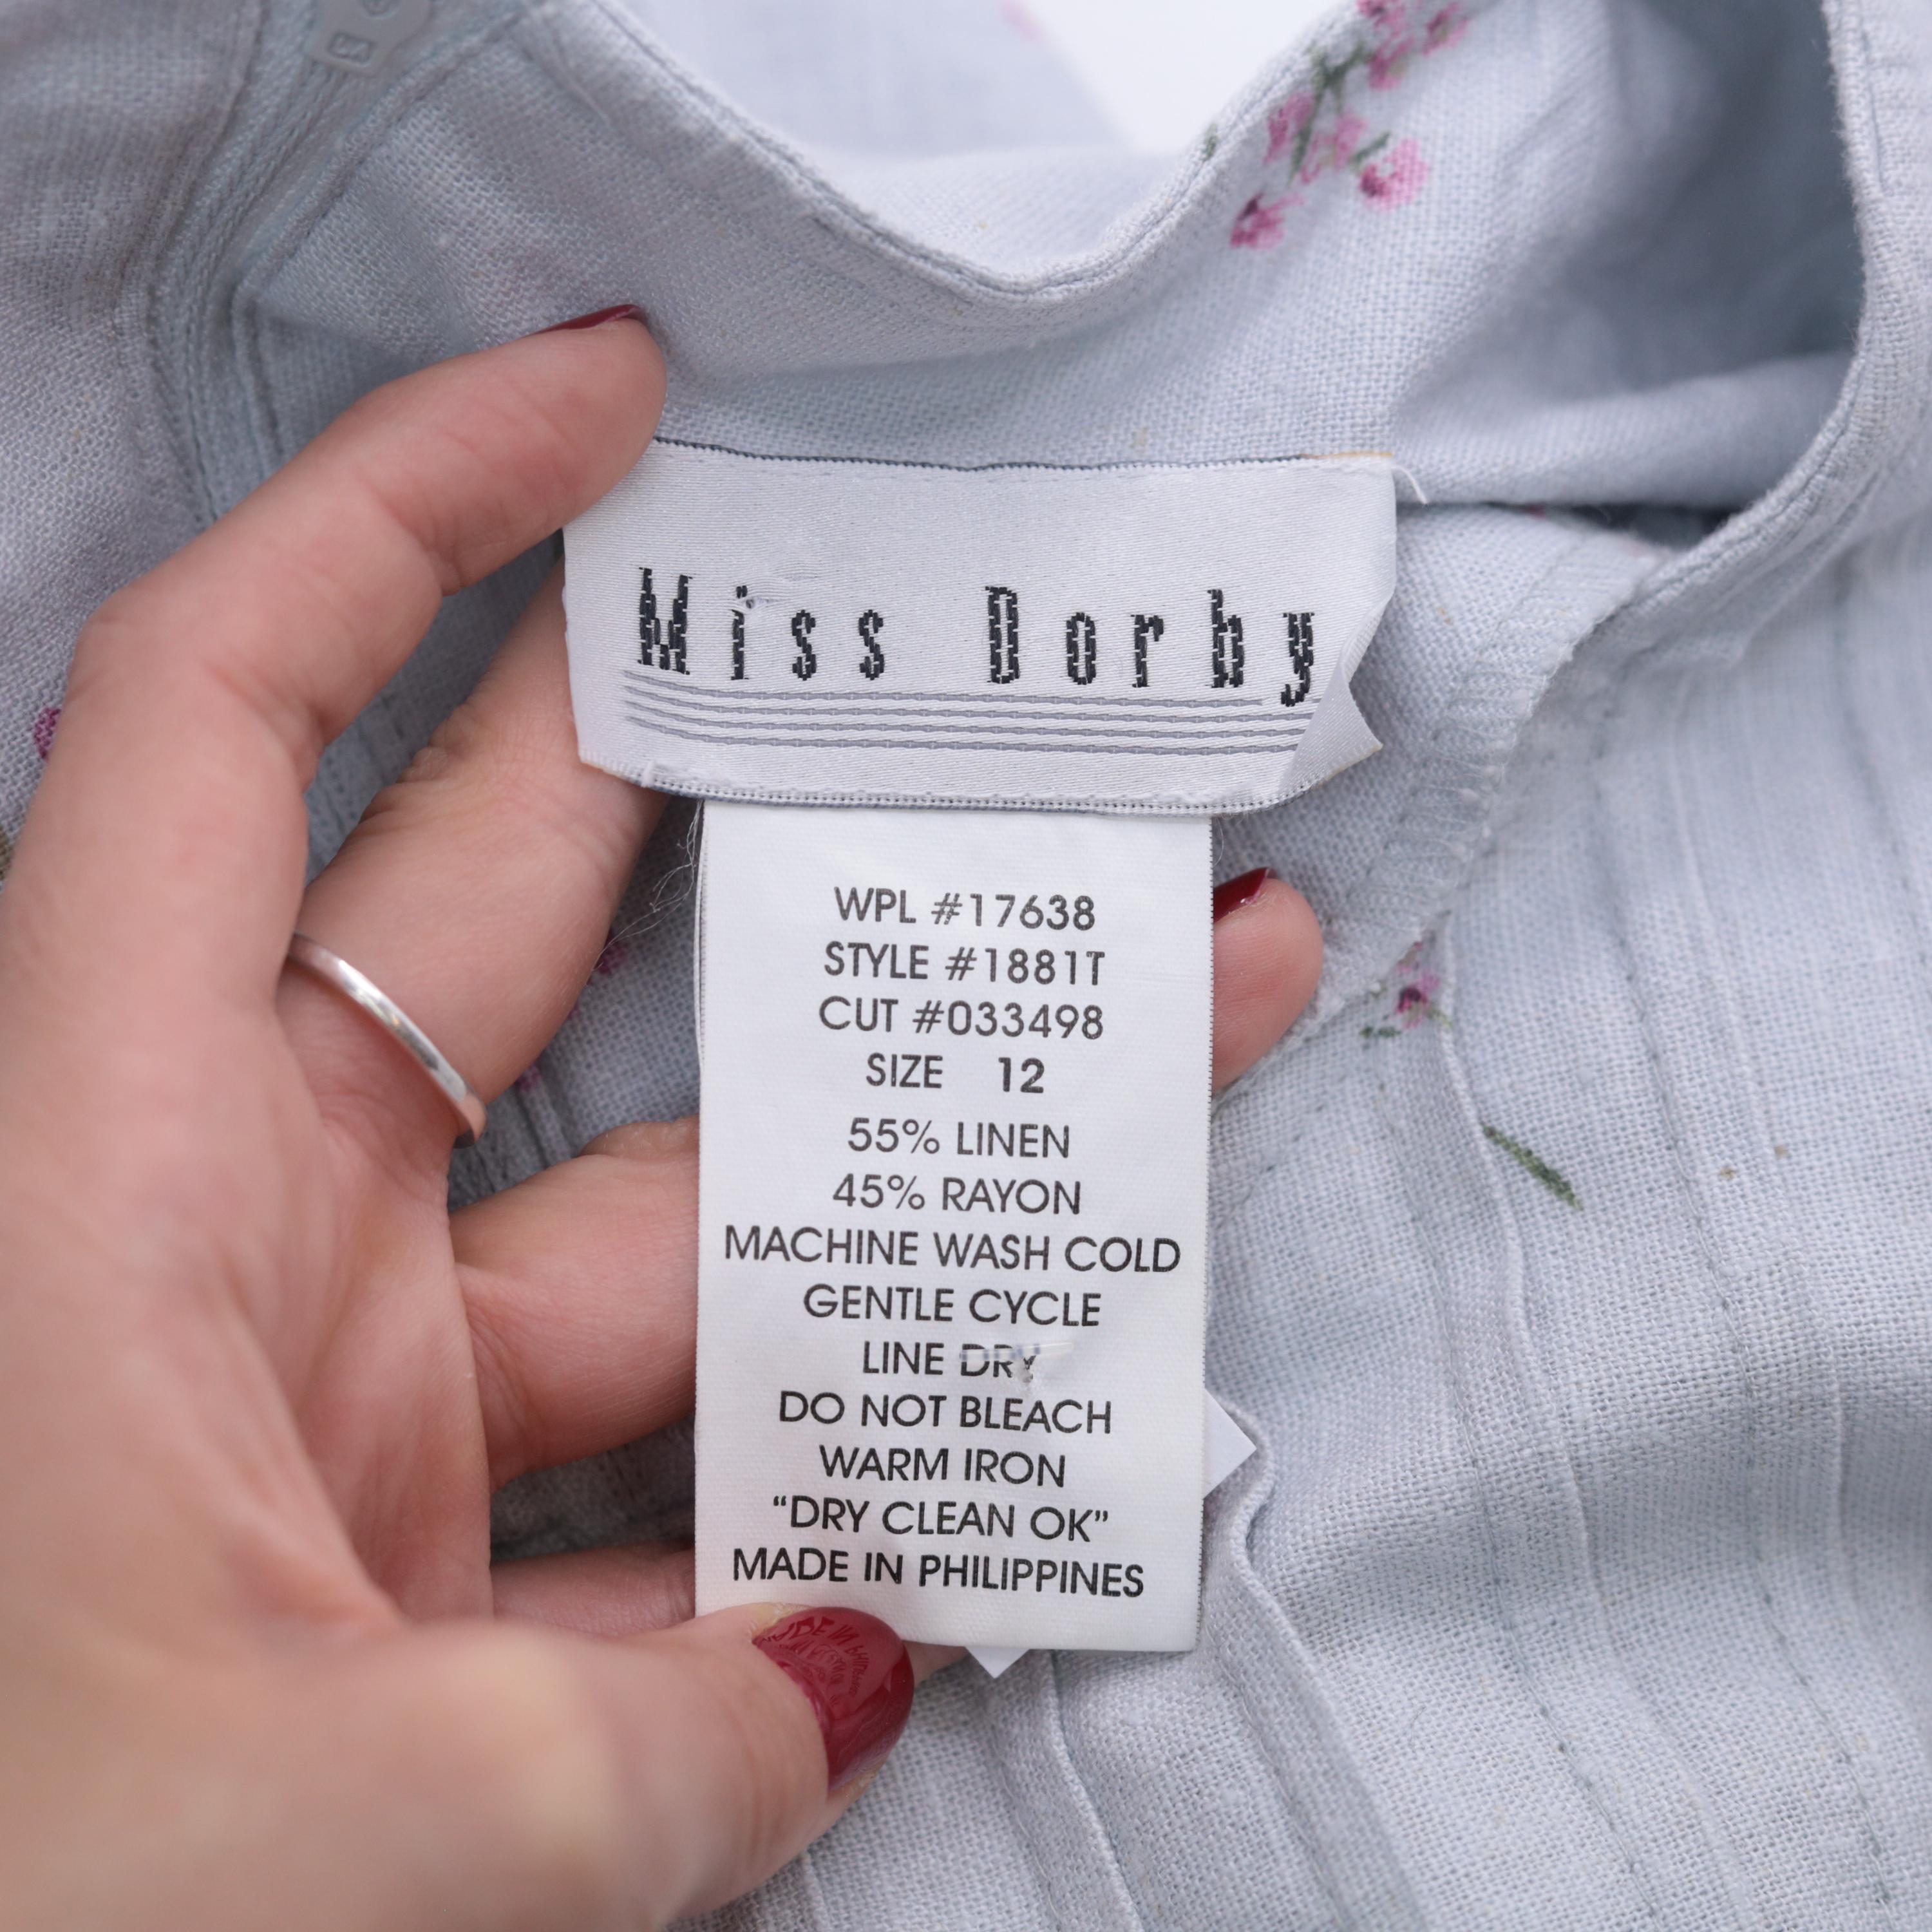 Miss Dorby
WPL #17638
STYLE #1881T
CUT #033498
SIZE 12
55% LINEN
45% RAYON
MACHINE WASH COLD
GENTLE CYCLE
LINE DRY
DO NOT BLEACH
WARM IRON
“DRY CLEAN OK”
MADE IN PHILIPPINES